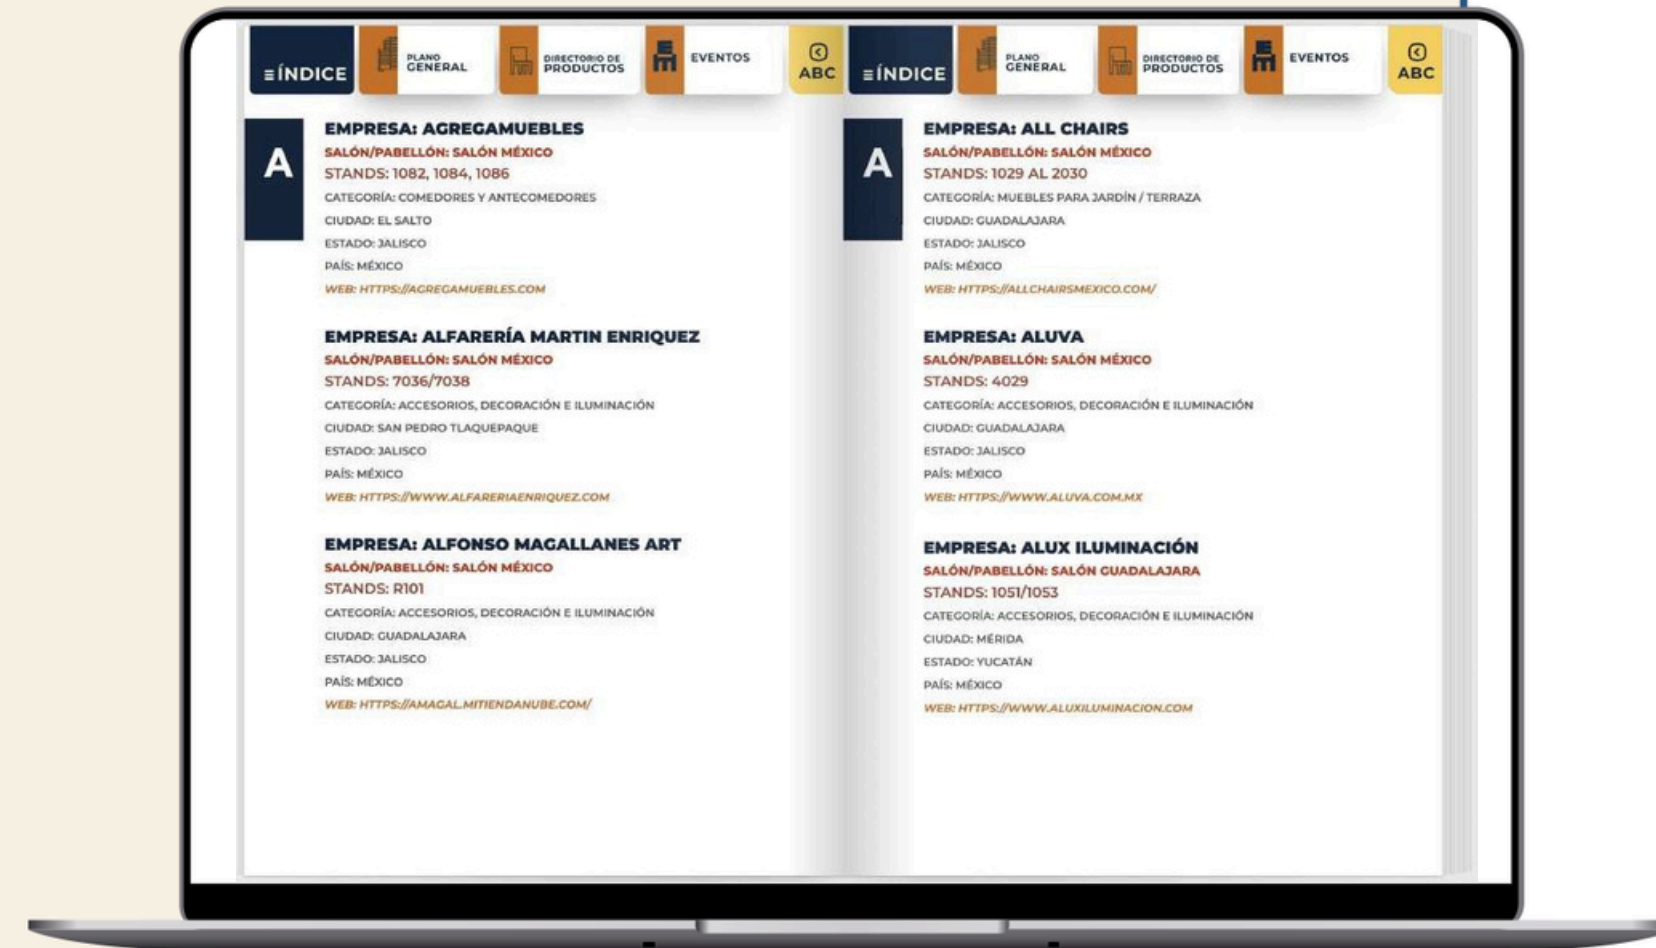 ≡ÍNDICE
PLANO
GENERAL
DIRECTORIO DE
PRODUCTOS
EVENTOS
ABC
A
EMPRESA: AGREGAMUEBLES
SALÓN/PABELLÓN: SALÓN MÉXICO
STANDS: 1082, 1084, 1086
CATEGORÍA: COMEDORES Y ANTECOMEDORES
CIUDAD: EL SALTO
ESTADO: JALISCO
PAÍS: MÉXICO
WEB: HTTPS://AGREGAMUEBLES.COM
EMPRESA: ALFARERÍA MARTIN ENRIQUEZ
SALÓN/PABELLÓN: SALÓN MÉXICO
STANDS: 7036/7038
CATEGORÍA: ACCESORIOS, DECORACIÓN E ILUMINACIÓN
CIUDAD: SAN PEDRO TLAQUEPAQUE
ESTADO: JALISCO
PAÍS: MÉXICO
WEB: HTTPS://WWW.ALFARERIAENRIQUEZ.COM
EMPRESA: ALFONSO MAGALLANES ART
SALÓN/PABELLÓN: SALÓN MÉXICO
STANDS: R101
CATEGORÍA: ACCESORIOS, DECORACIÓN E ILUMINACIÓN
CIUDAD: GUADALAJARA
ESTADO: JALISCO
PAÍS: MÉXICO
WEB: HTTPS://AMAGAL.MITIENDANUBE.COM/
≡ÍNDICE
PLANO
GENERAL
DIRECTORIO DE
PRODUCTOS
EVENTOS
ABC
A
EMPRESA: ALL CHAIRS
SALÓN/PABELLÓN: SALÓN MÉXICO
STANDS: 1029 AL 2030
CATEGORÍA: MUEBLES PARA JARDÍN / TERRAZA
CIUDAD: GUADALAJARA
ESTADO: JALISCO
PAÍS: MÉXICO
WEB: HTTPS://ALLCHAIRSMEXICO.COM/
EMPRESA: ALUVA
SALÓN/PABELLÓN: SALÓN MÉXICO
STANDS: 4029
CATEGORÍA: ACCESORIOS, DECORACIÓN E ILUMINACIÓN
CIUDAD: GUADALAJARA
ESTADO: JALISCO
PAÍS: MÉXICO
WEB: HTTPS://WWW.ALUVA.COM.MX
EMPRESA: ALUX ILUMINACIÓN
SALÓN/PABELLÓN: SALÓN GUADALAJARA
STANDS: 1051/1053
CATEGORÍA: ACCESORIOS, DECORACIÓN E ILUMINACIÓN
CIUDAD: MÉRIDA
ESTADO: YUCATÁN
PAÍS: MÉXICO
WEB: HTTPS://WWW.ALUXILUMINACION.COM